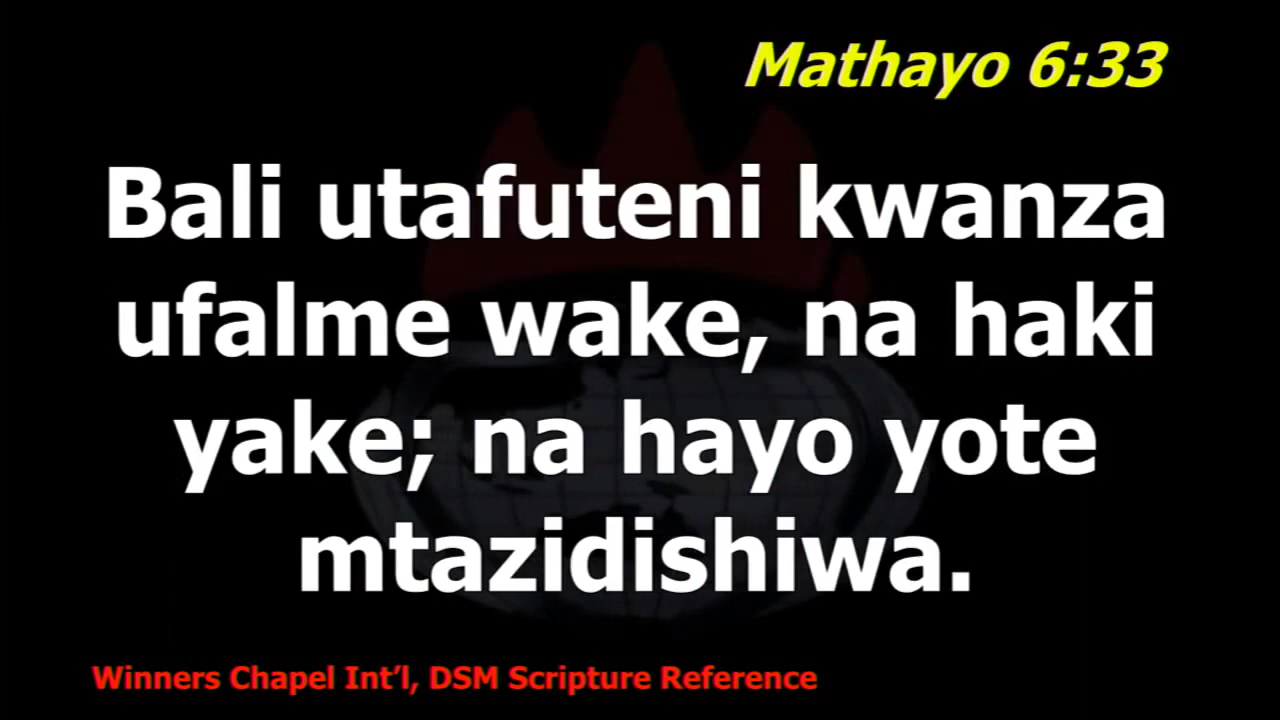 Mathayo 6:33
Bali utafuteni kwanza
ufalme wake, na haki
yake; na hayo yote
mtazidishiwa.
Winners Chapel Int’l, DSM Scripture Reference